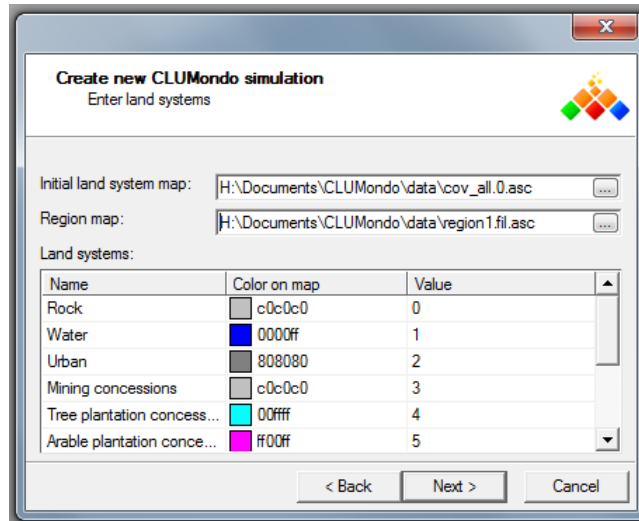 Create new CLUMondo simulation
Enter land systems
Initial land system map: H:\Documents\CLUMondo\data\cov_all.0.asc ...
Region map: H:\Documents\CLUMondo\data\region1.fil.asc ...
Land systems:
Name Color on map Value
Rock c0c0c0 0
Water 0000ff 1
Urban 808080 2
Mining concessions c0c0c0 3
Tree plantation concess... 00ffff 4
Arable plantation conce... ff00ff 5
< Back Next > Cancel